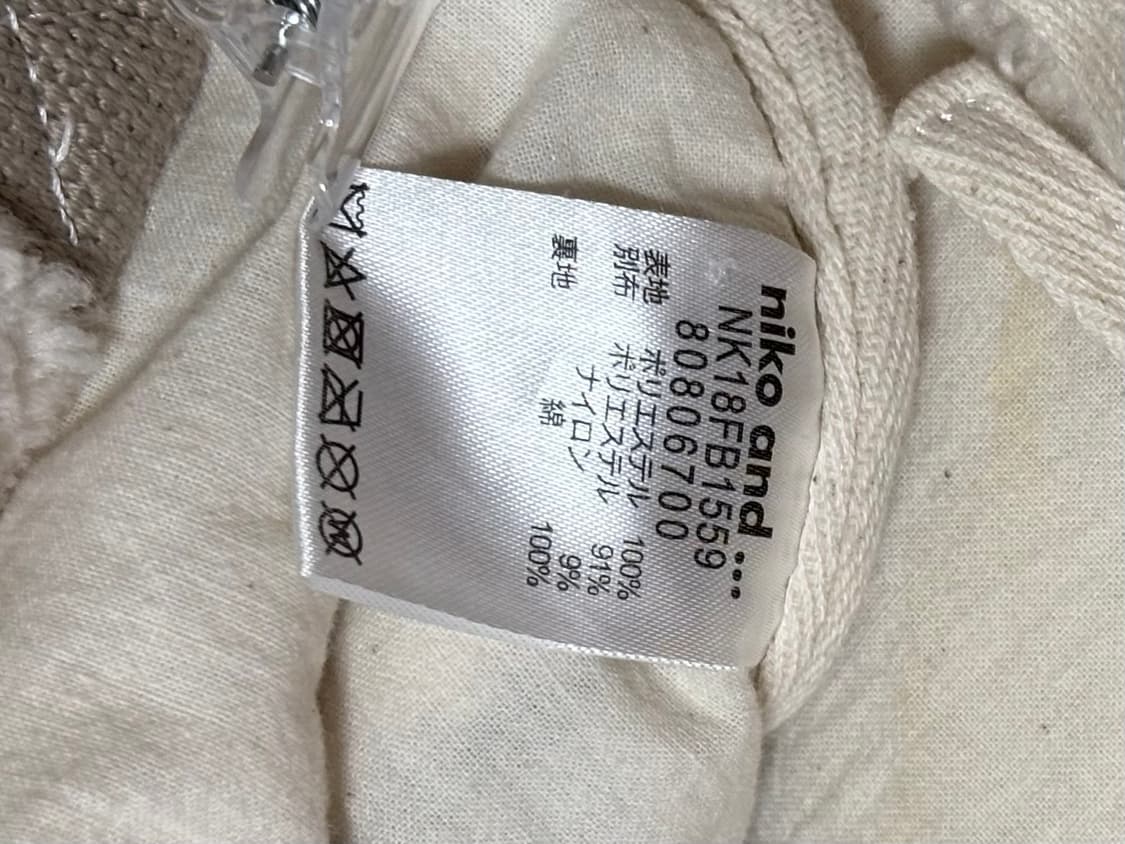 niko and ...
NK18FB1559
80806700
表地 ポリエステル 100%
別布 ポリエステル 91%
ナイロン 9%
裏地 綿 100%